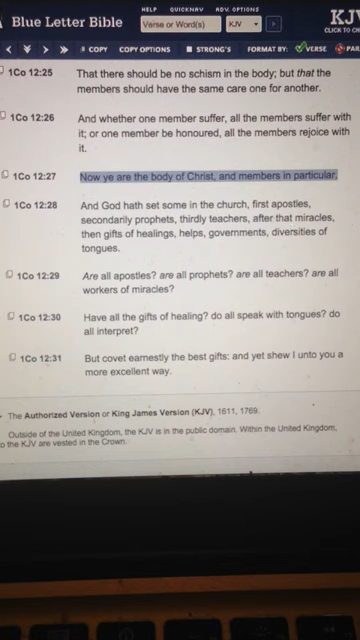 HELP QUICKNAV ADV. OPTIONS
Blue Letter Bible
Verse or Word(s) KJV
KJV
CLICK TO CH
COPY COPY OPTIONS STRONG'S FORMAT BY: VERSE PAR
1Co 12:25 That there should be no schism in the body; but that the
members should have the same care one for another.
1Co 12:26 And whether one member suffer, all the members suffer with
it; or one member be honoured, all the members rejoice with
it.
1Co 12:27 Now ye are the body of Christ, and members in particular.
1Co 12:28 And God hath set some in the church, first apostles,
secondarily prophets, thirdly teachers, after that miracles,
then gifts of healings, helps, governments, diversities of
tongues.
1Co 12:29 Are all apostles? are all prophets? are all teachers? are all
workers of miracles?
1Co 12:30 Have all the gifts of healing? do all speak with tongues? do
all interpret?
1Co 12:31 But covet earnestly the best gifts: and yet shew I unto you a
more excellent way.
The Authorized Version or King James Version (KJV), 1611, 1769.
Outside of the United Kingdom, the KJV is in the public domain. Within the United Kingdom,
o the KJV are vested in the Crown.